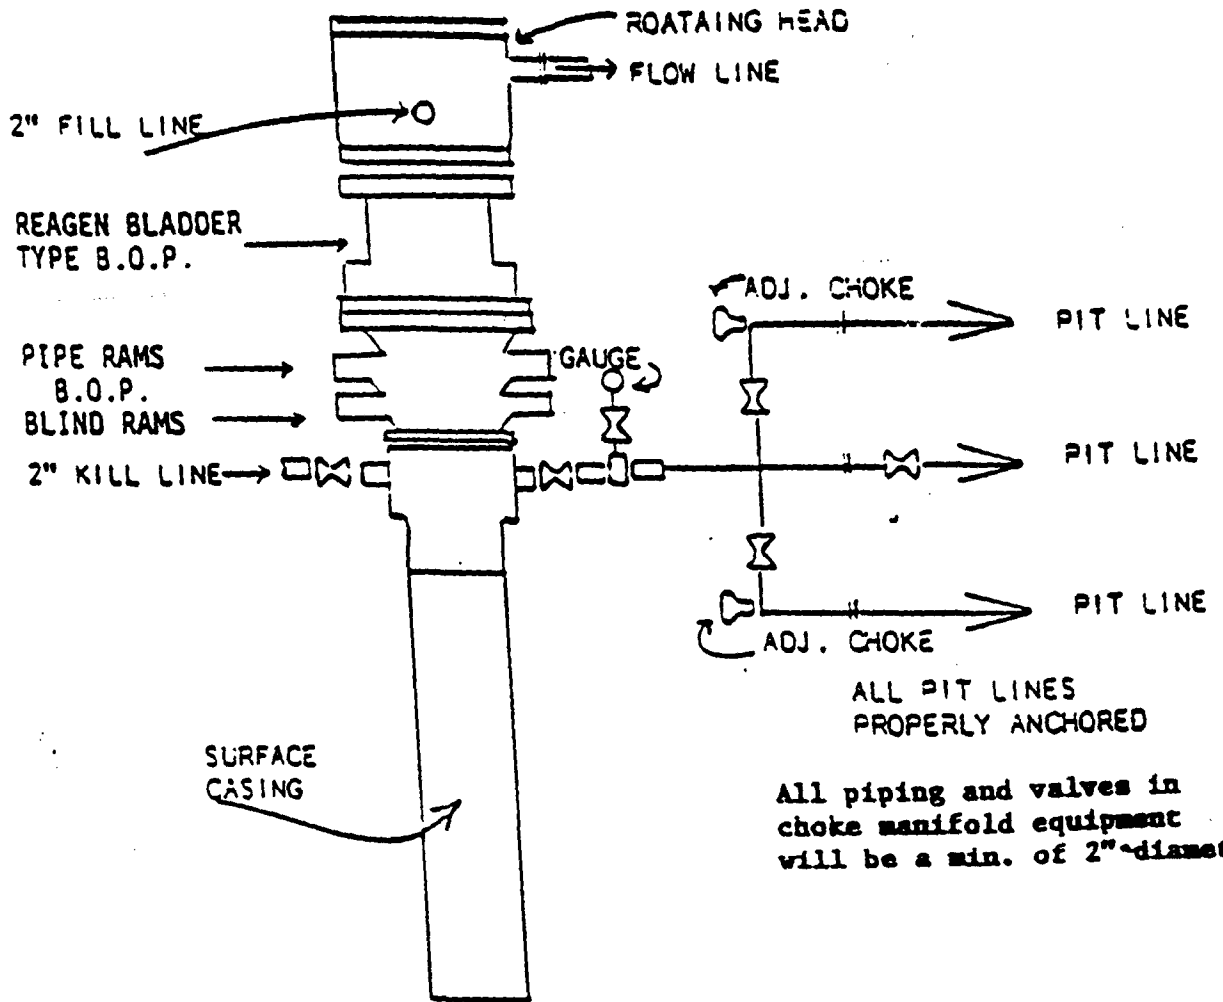 ROATAING HEAD
FLOW LINE
2" FILL LINE
REAGEN BLADDER
TYPE B.O.P.
ADJ. CHOKE
PIT LINE
PIPE RAMS
B.O.P.
BLIND RAMS
GAUGE
2" KILL LINE
PIT LINE
PIT LINE
ADJ. CHOKE
ALL PIT LINES
PROPERLY ANCHORED
SURFACE
CASING
All piping and valves in
choke manifold equipment
will be a min. of 2" diamet